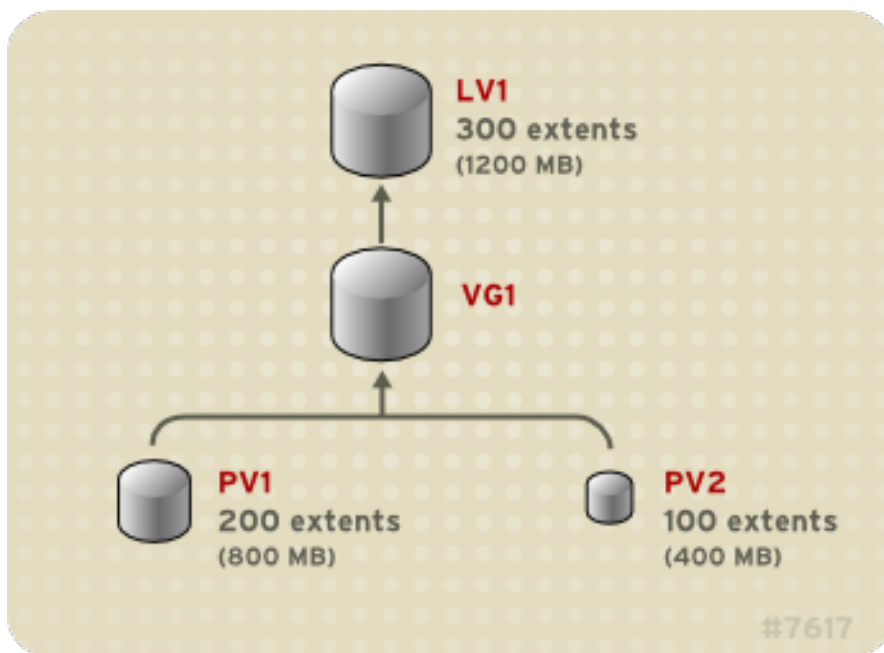 LV1
300 extents
(1200 MB)
VG1
PV1
200 extents
(800 MB)
PV2
100 extents
(400 MB)
#7617